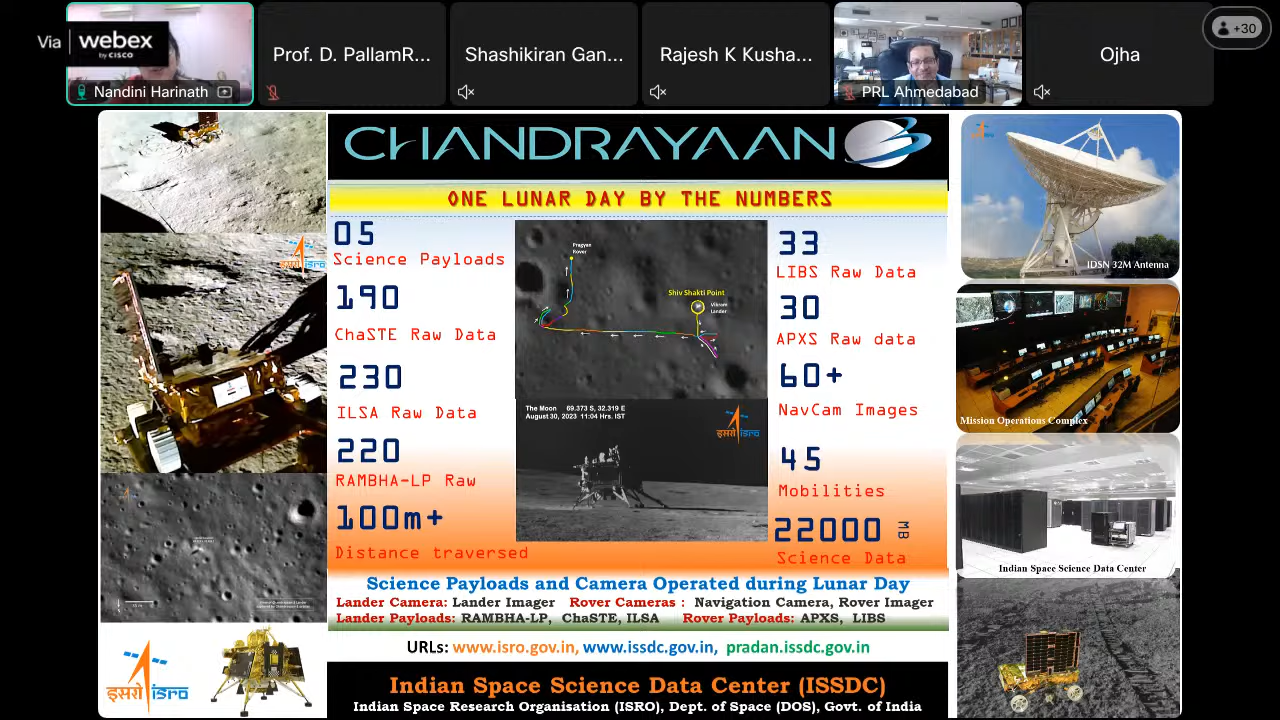 Via webex
by CISCO
Nandini Harinath
Prof. D. PallamR...
Shashikiran Gan...
Rajesh K Kusha...
PRL Ahmedabad
Ojha
+30
CHANDRAYAAN
ONE LUNAR DAY BY THE NUMBERS
05
Science Payloads
190
ChaSTE Raw Data
230
ILSA Raw Data
220
RAMBHA-LP Raw
100m+
Distance traversed
Pragyan
Rover
Shiv Shakti Point
Vikram
Lander
The Moon 69.373 S, 32.319 E
August 30, 2023 11:04 Hrs. IST
इसरो isro
33
LIBS Raw Data
30
APXS Raw data
60+
NavCam Images
45
Mobilities
22000 MB
Science Data
Science Payloads and Camera Operated during Lunar Day
Lander Camera: Lander Imager Rover Cameras : Navigation Camera, Rover Imager
Lander Payloads: RAMBHA-LP, ChaSTE, ILSA Rover Payloads: APXS, LIBS
URLs: www.isro.gov.in, www.issdc.gov.in, pradan.issdc.gov.in
Indian Space Science Data Center (ISSDC)
Indian Space Research Organisation (ISRO), Dept. of Space (DOS), Govt. of India
इसरो isro
इसरो isro
IDSN 32M Antenna
Mission Operations Complex
Indian Space Science Data Center